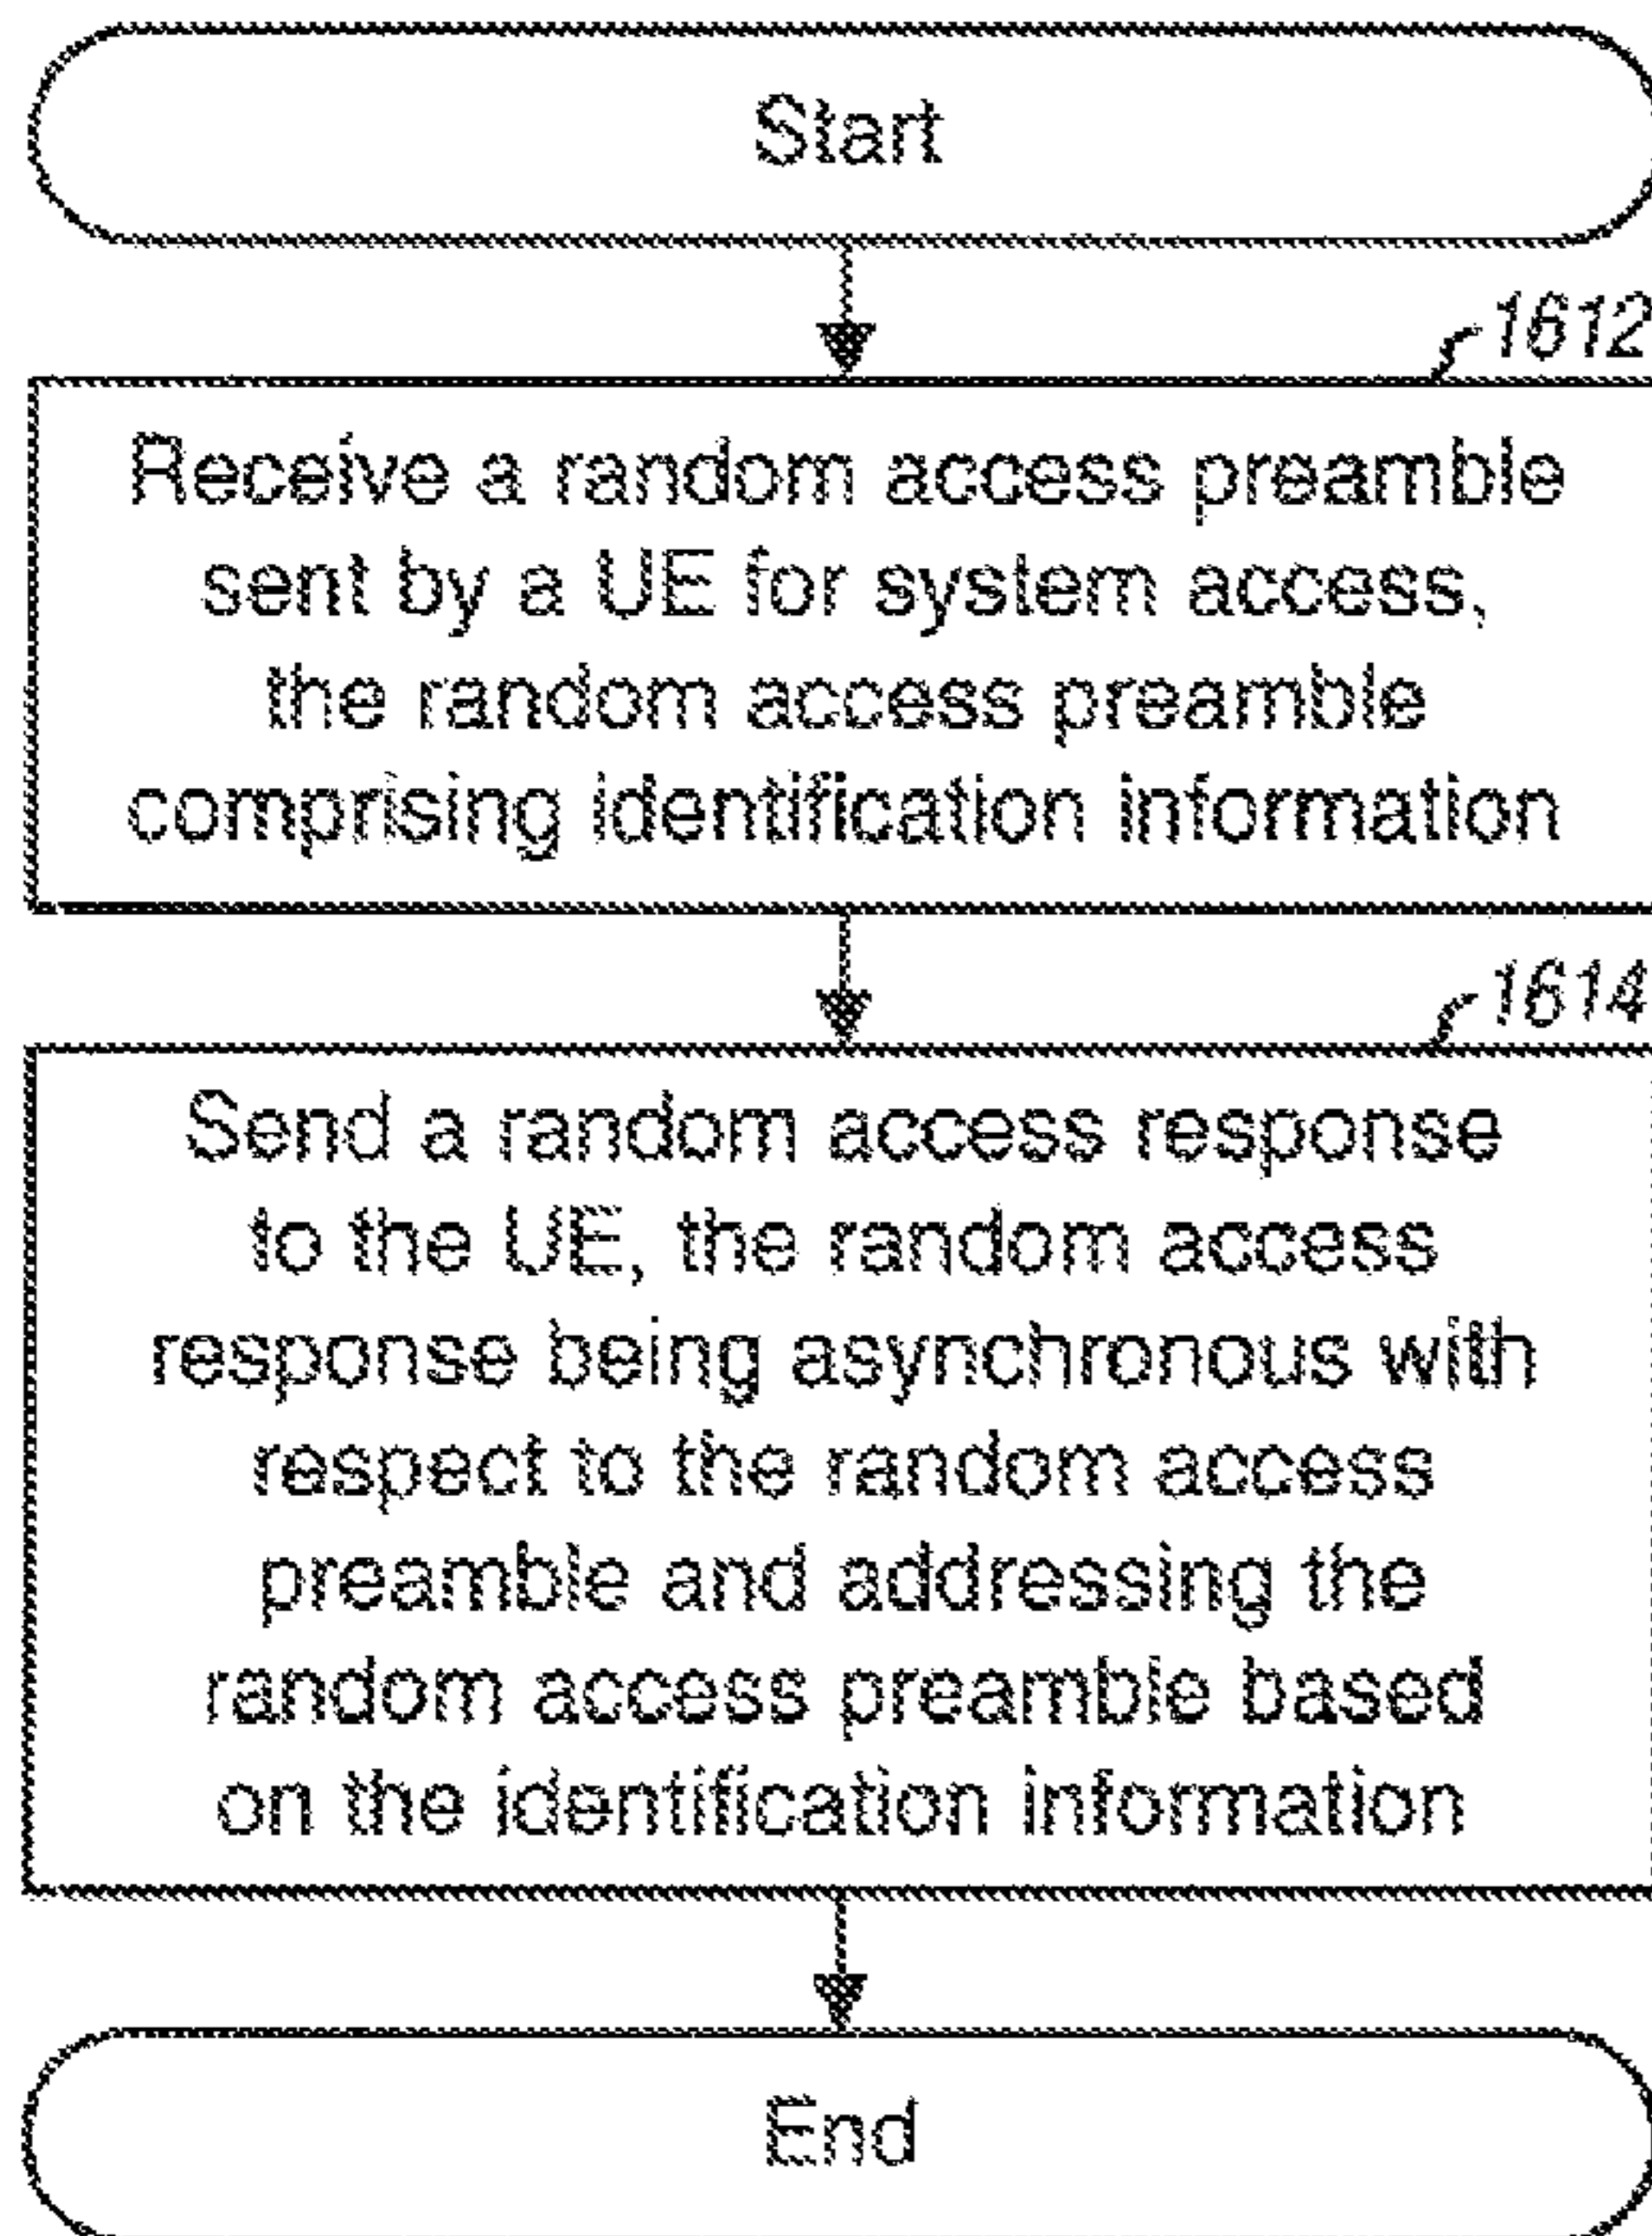 Start
1612
Receive a random access preamble
sent by a UE for system access,
the random access preamble
comprising identification information
1614
Send a random access response
to the UE, the random access
response being asynchronous with
respect to the random access
preamble and addressing the
random access preamble based
on the identification information
End